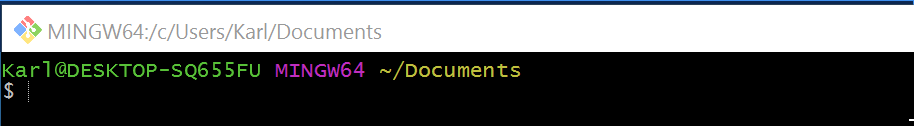 MINGW64:/c/Users/Karl/Documents
Karl@DESKTOP-SQ655FU MINGW64 ~/Documents
$